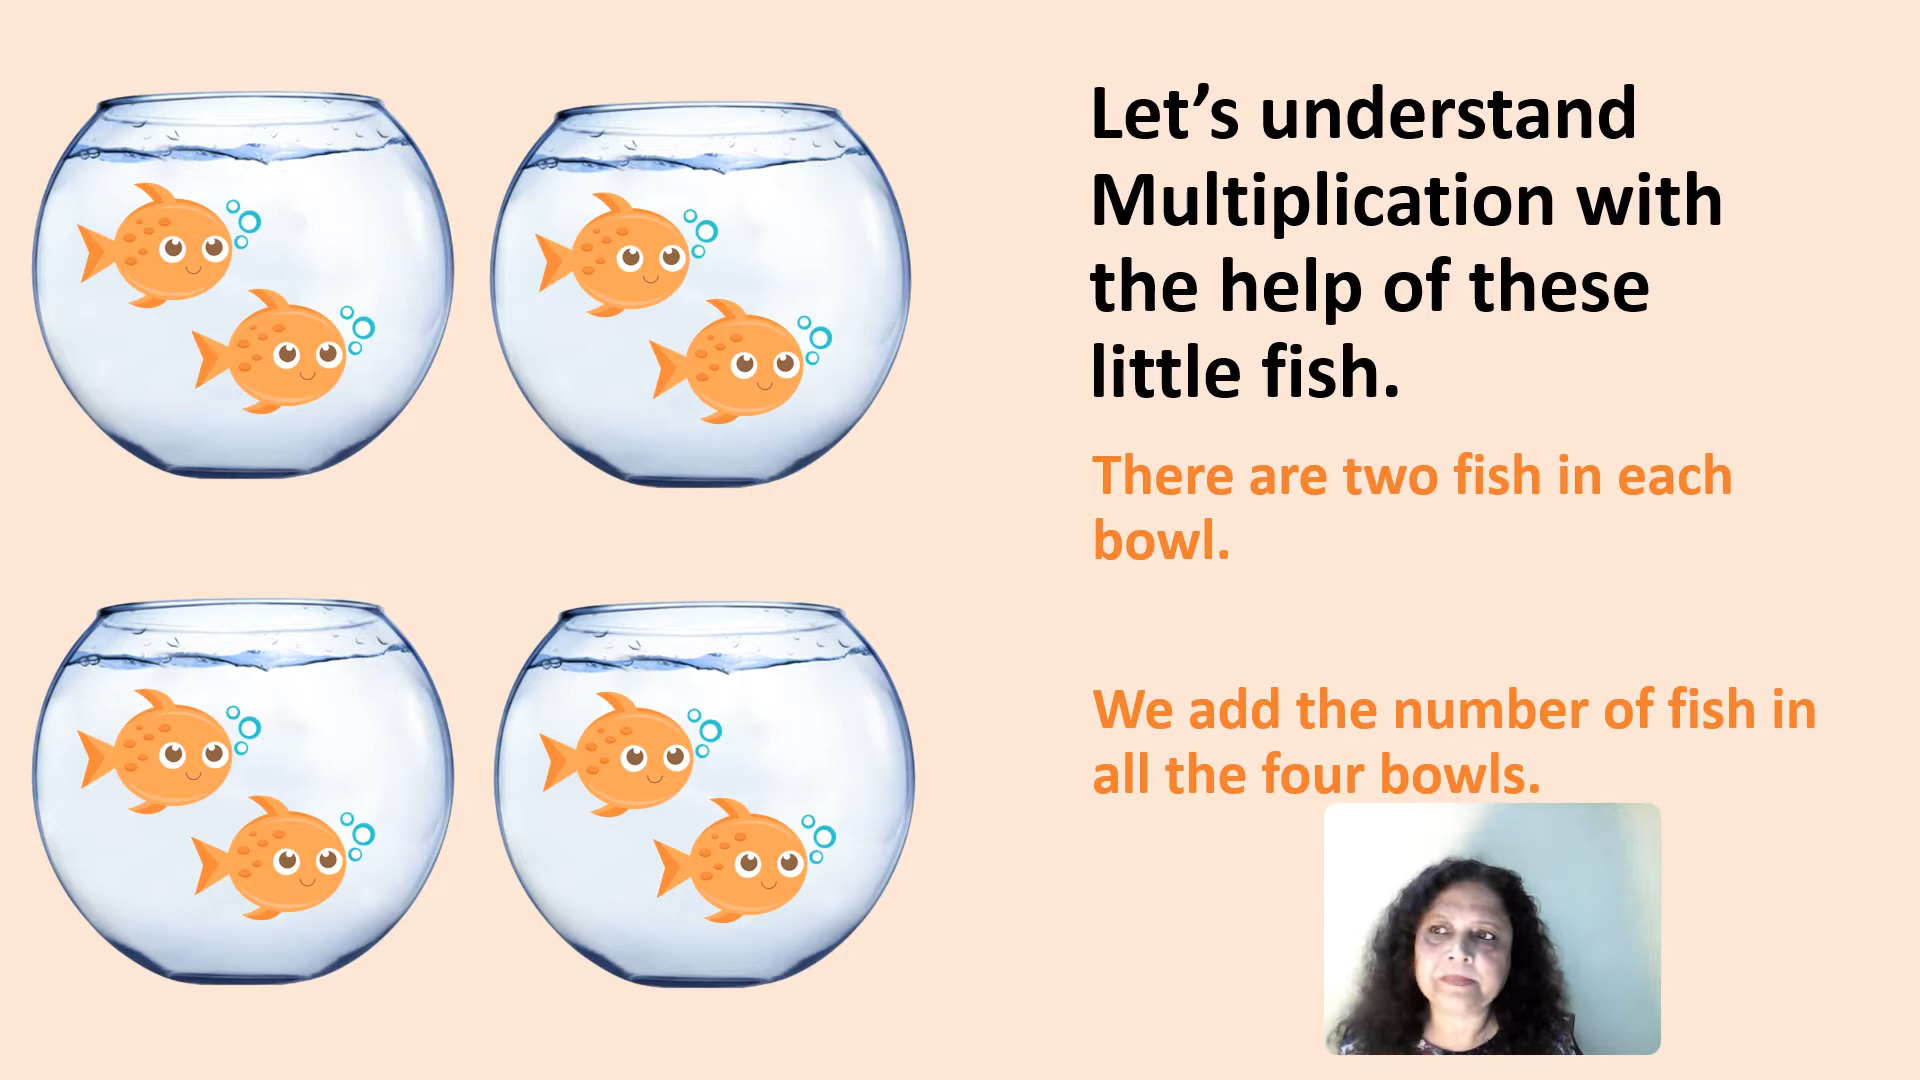 Let’s understand
Multiplication with
the help of these
little fish.
There are two fish in each
bowl.
We add the number of fish in
all the four bowls.